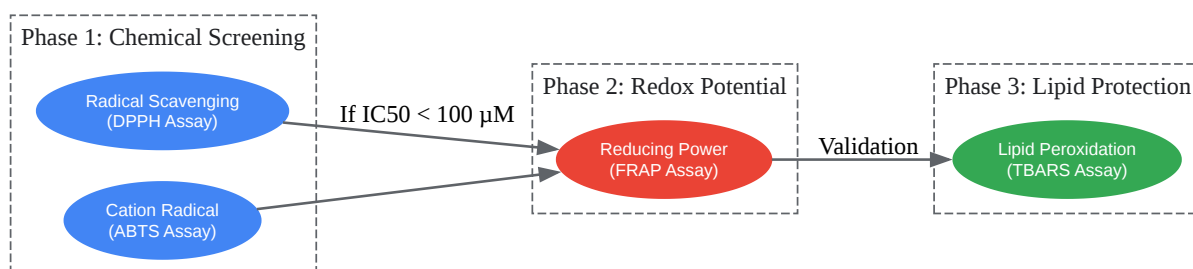 Phase 1: Chemical Screening
Radical Scavenging
(DPPH Assay)
Cation Radical
(ABTS Assay)
If IC50 < 100 µM
Phase 2: Redox Potential
Reducing Power
(FRAP Assay)
Validation
Phase 3: Lipid Protection
Lipid Peroxidation
(TBARS Assay)